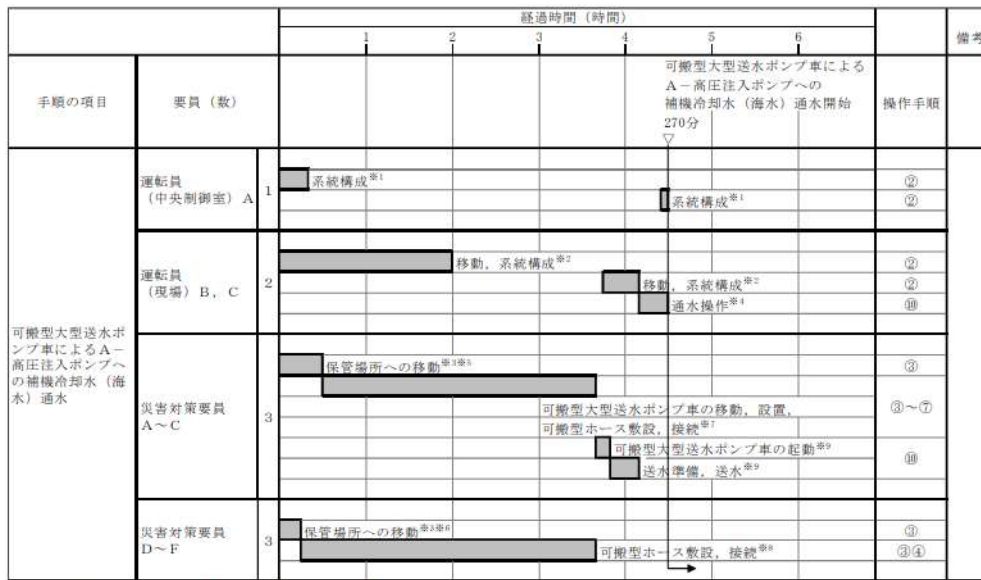 経過時間（時間）
1 2 3 4 5 6
備考
手順の項目
要員（数）
可搬型大型送水ポンプ車による
Ａ－高圧注入ポンプへの
補機冷却水（海水）通水開始
270分
▽
操作手順
可搬型大型送水ポ
ンプ車によるＡ－
高圧注入ポンプへ
の補機冷却水（海
水）通水
運転員
（中央制御室）Ａ
1
系統構成※1
②
系統構成※1
②
運転員
（現場）Ｂ，Ｃ
2
移動，系統構成※2
②
移動，系統構成※2
②
通水操作※4
⑩
災害対策要員
Ａ～Ｃ
3
保管場所への移動※3※5
③
可搬型大型送水ポンプ車の移動，設置，
可搬型ホース敷設，接続※7
③～⑦
可搬型大型送水ポンプ車の起動※9
送水準備，送水※9
⑩
災害対策要員
Ｄ～Ｆ
3
保管場所への移動※3※6
③
可搬型ホース敷設，接続※8
③④